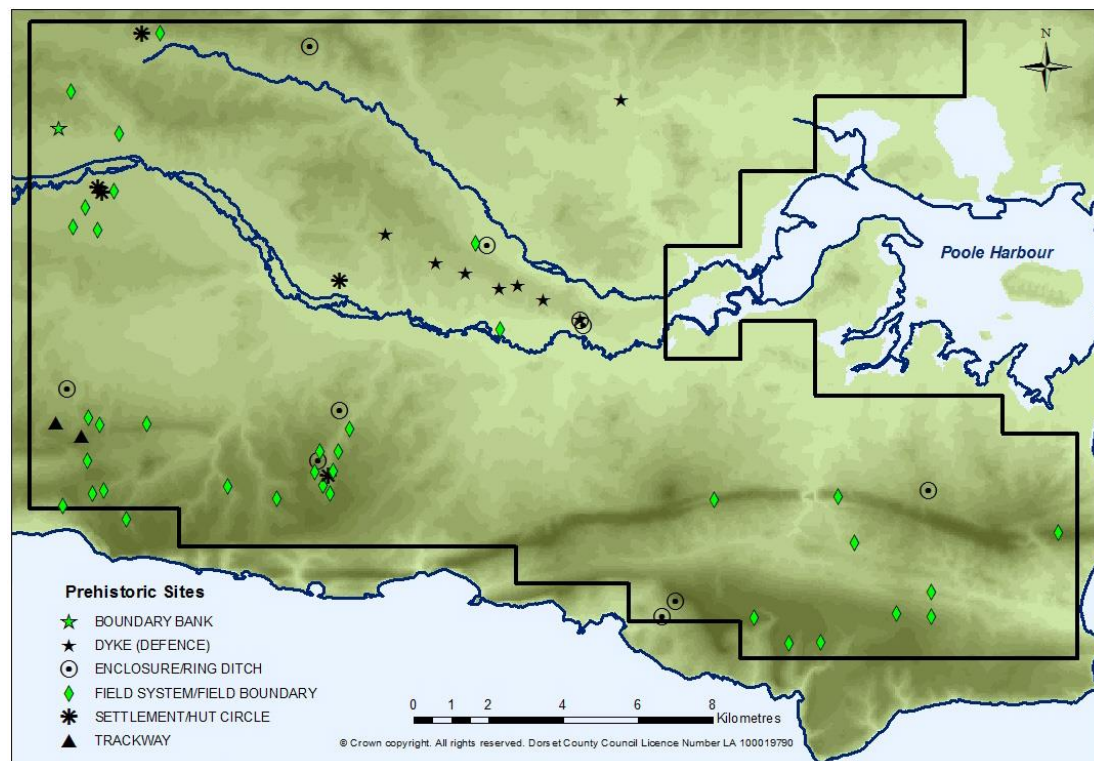 N
Poole Harbour
Prehistoric Sites
BOUNDARY BANK
DYKE (DEFENCE)
ENCLOSURE/RING DITCH
FIELD SYSTEM/FIELD BOUNDARY
SETTLEMENT/HUT CIRCLE
TRACKWAY
0 1 2 4 6 8
Kilometres
© Crown copyright. All rights reserved. Dorset County Council Licence Number LA 100019790